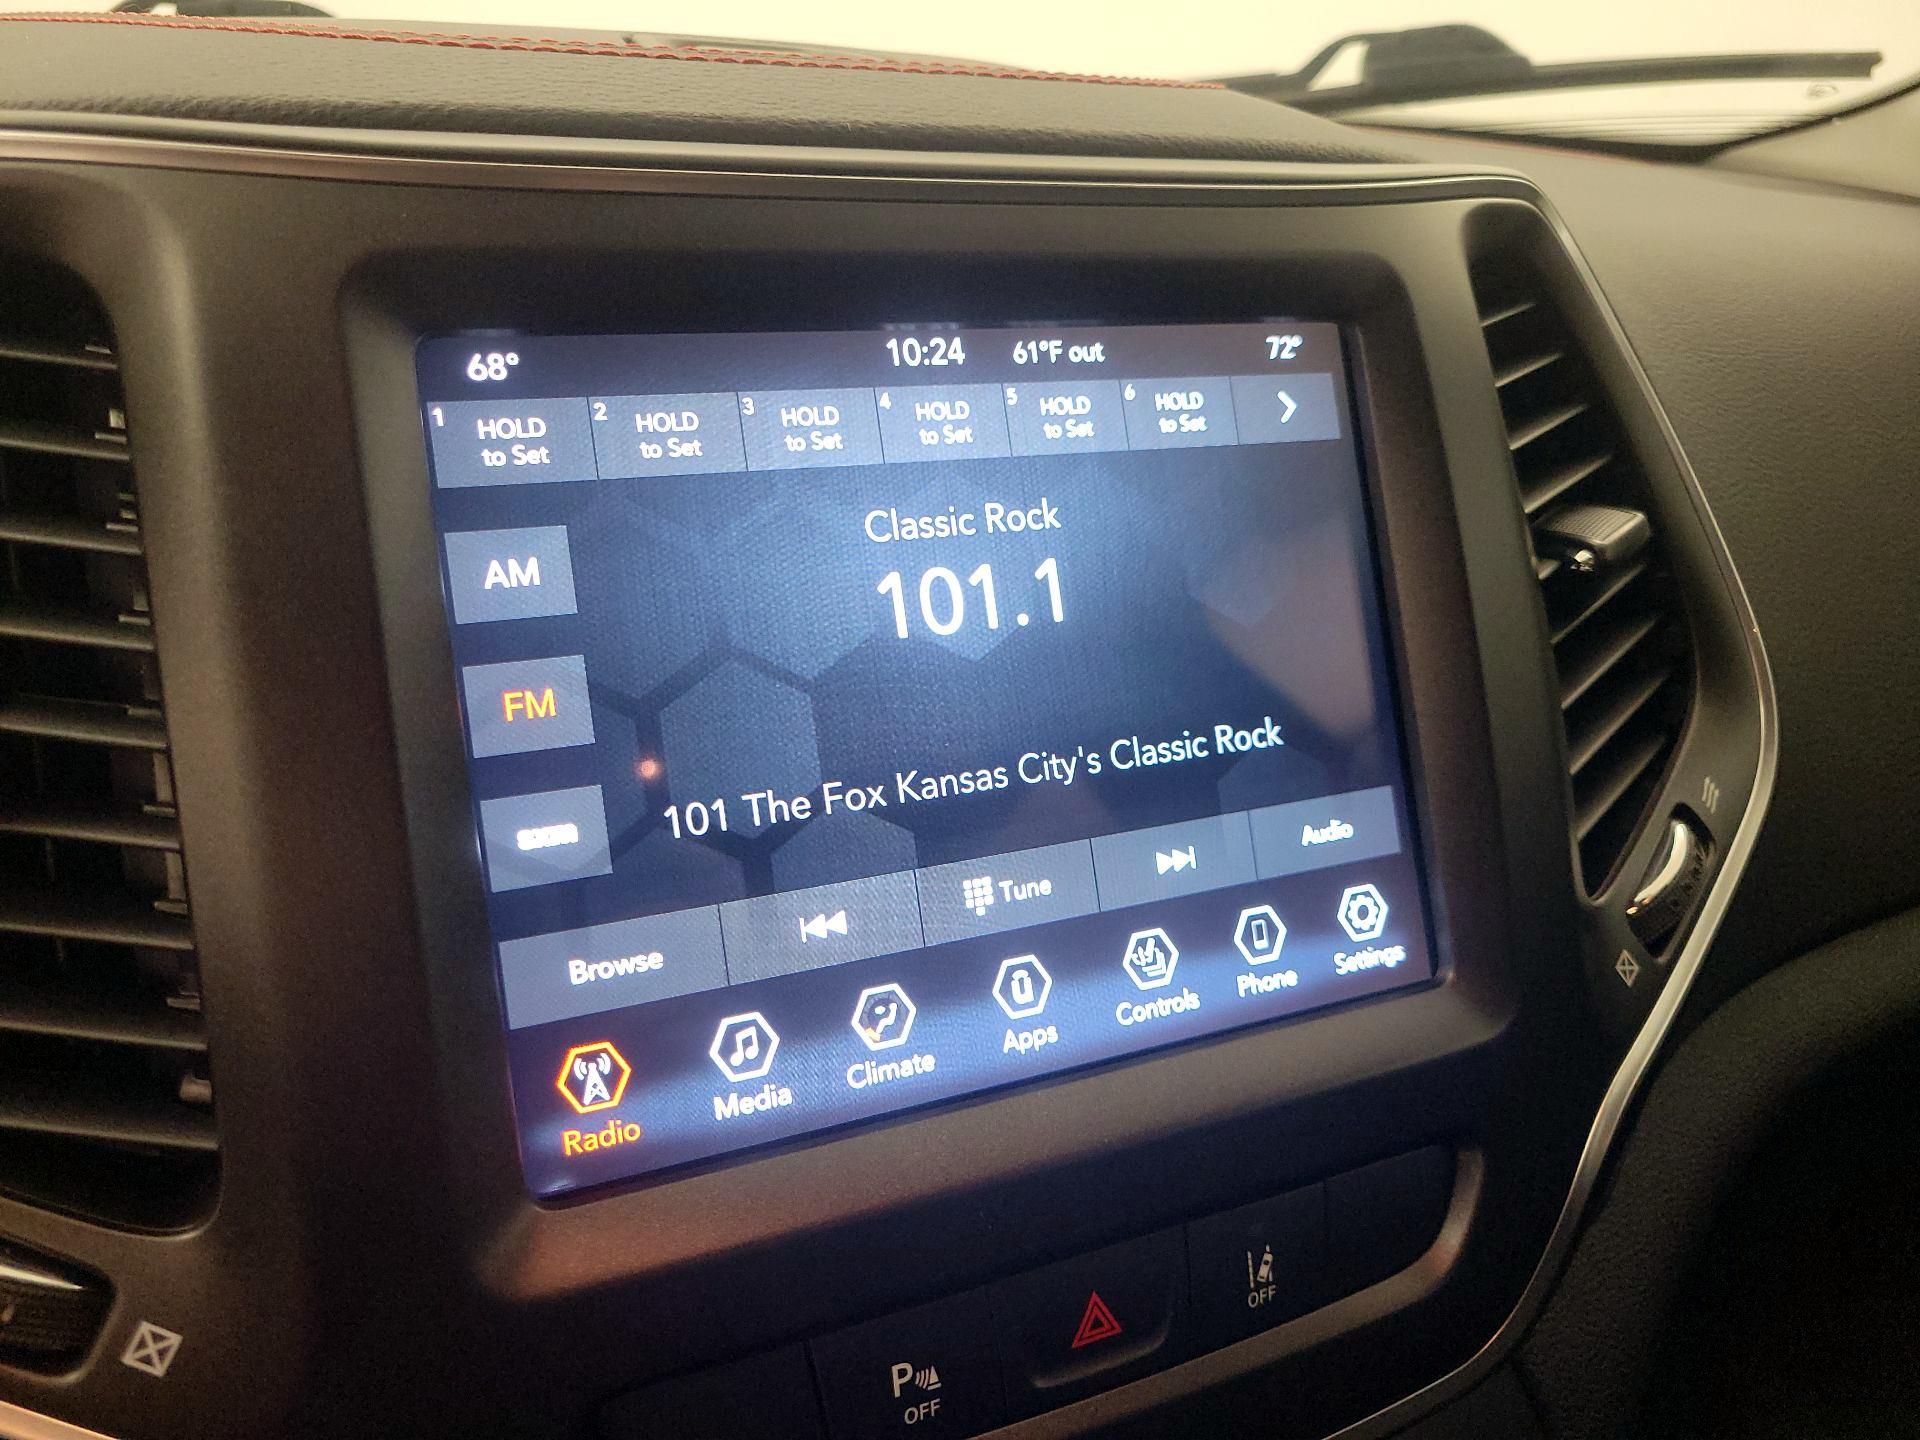 68° 10:24 61°F out 72°
1 HOLD to Set
2 HOLD to Set
3 HOLD to Set
4 HOLD to Set
5 HOLD to Set
6 HOLD to Set
Classic Rock
AM
101.1
FM
101 The Fox Kansas City's Classic Rock
Browse
Tune
Audio
Radio
Media
Climate
Apps
Controls
Phone
Settings
P OFF
OFF